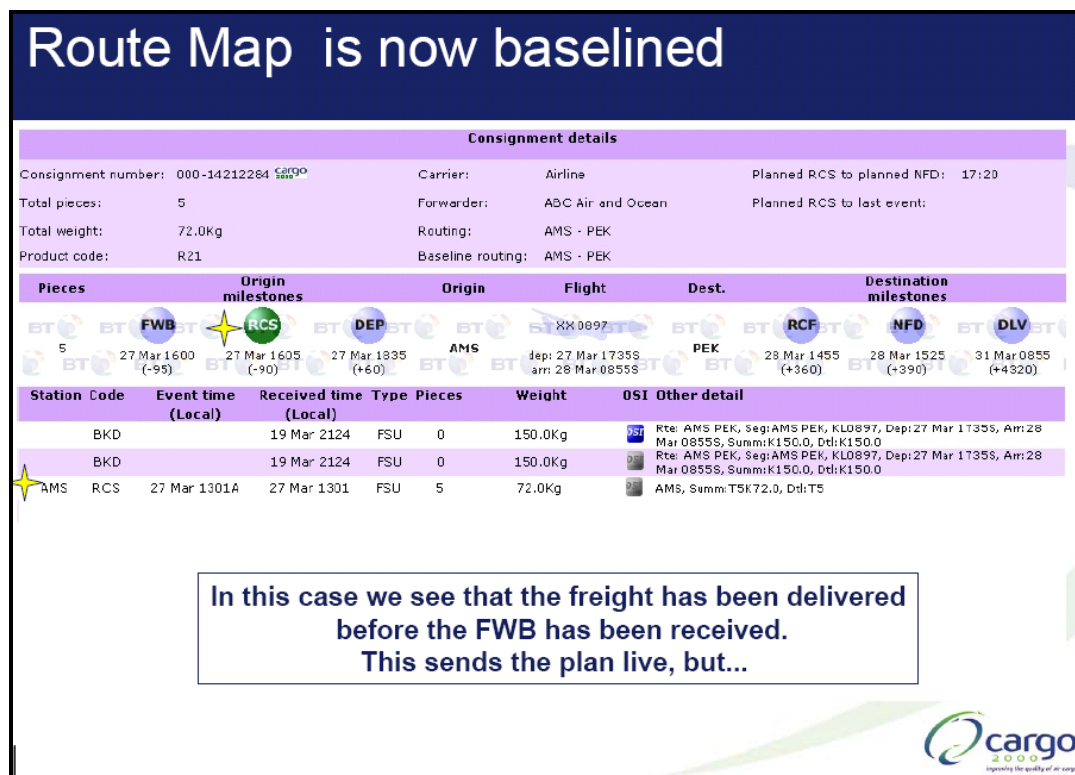 Route Map is now baselined
Consignment details
Consignment number: 000-14212284 cargo 2000 Carrier: Airline Planned RCS to planned NFD: 17:20
Total pieces: 5 Forwarder: ABC Air and Ocean Planned RCS to last event:
Total weight: 72.0Kg Routing: AMS - PEK
Product code: R21 Baseline routing: AMS - PEK
Pieces Origin milestones Origin Flight Dest. Destination milestones
FWB RCS DEP XX0897 RCF NFD DLV
5 27 Mar 1600 27 Mar 1605 27 Mar 1835 AMS dep: 27 Mar 1735S PEK 28 Mar 1455 28 Mar 1525 31 Mar 0855
(-95) (-90) (+60) arr: 28 Mar 0855S (+360) (+390) (+4320)
Station Code Event time Received time Type Pieces Weight OSI Other detail
(Local) (Local)
BKD 19 Mar 2124 FSU 0 150.0Kg OSI Rte: AMS PEK, Seg:AMS PEK, KL0897, Dep:27 Mar 1735S, Arr:28
Mar 0855S, Summ:K150.0, Dtl:K150.0
BKD 19 Mar 2124 FSU 0 150.0Kg OSI Rte: AMS PEK, Seg:AMS PEK, KL0897, Dep:27 Mar 1735S, Arr:28
Mar 0855S, Summ:K150.0, Dtl:K150.0
AMS RCS 27 Mar 1301A 27 Mar 1301 FSU 5 72.0Kg OSI AMS, Summ:T5K72.0, Dtl:T5
In this case we see that the freight has been delivered
before the FWB has been received.
This sends the plan live, but...
cargo
2000
improving the quality of air cargo